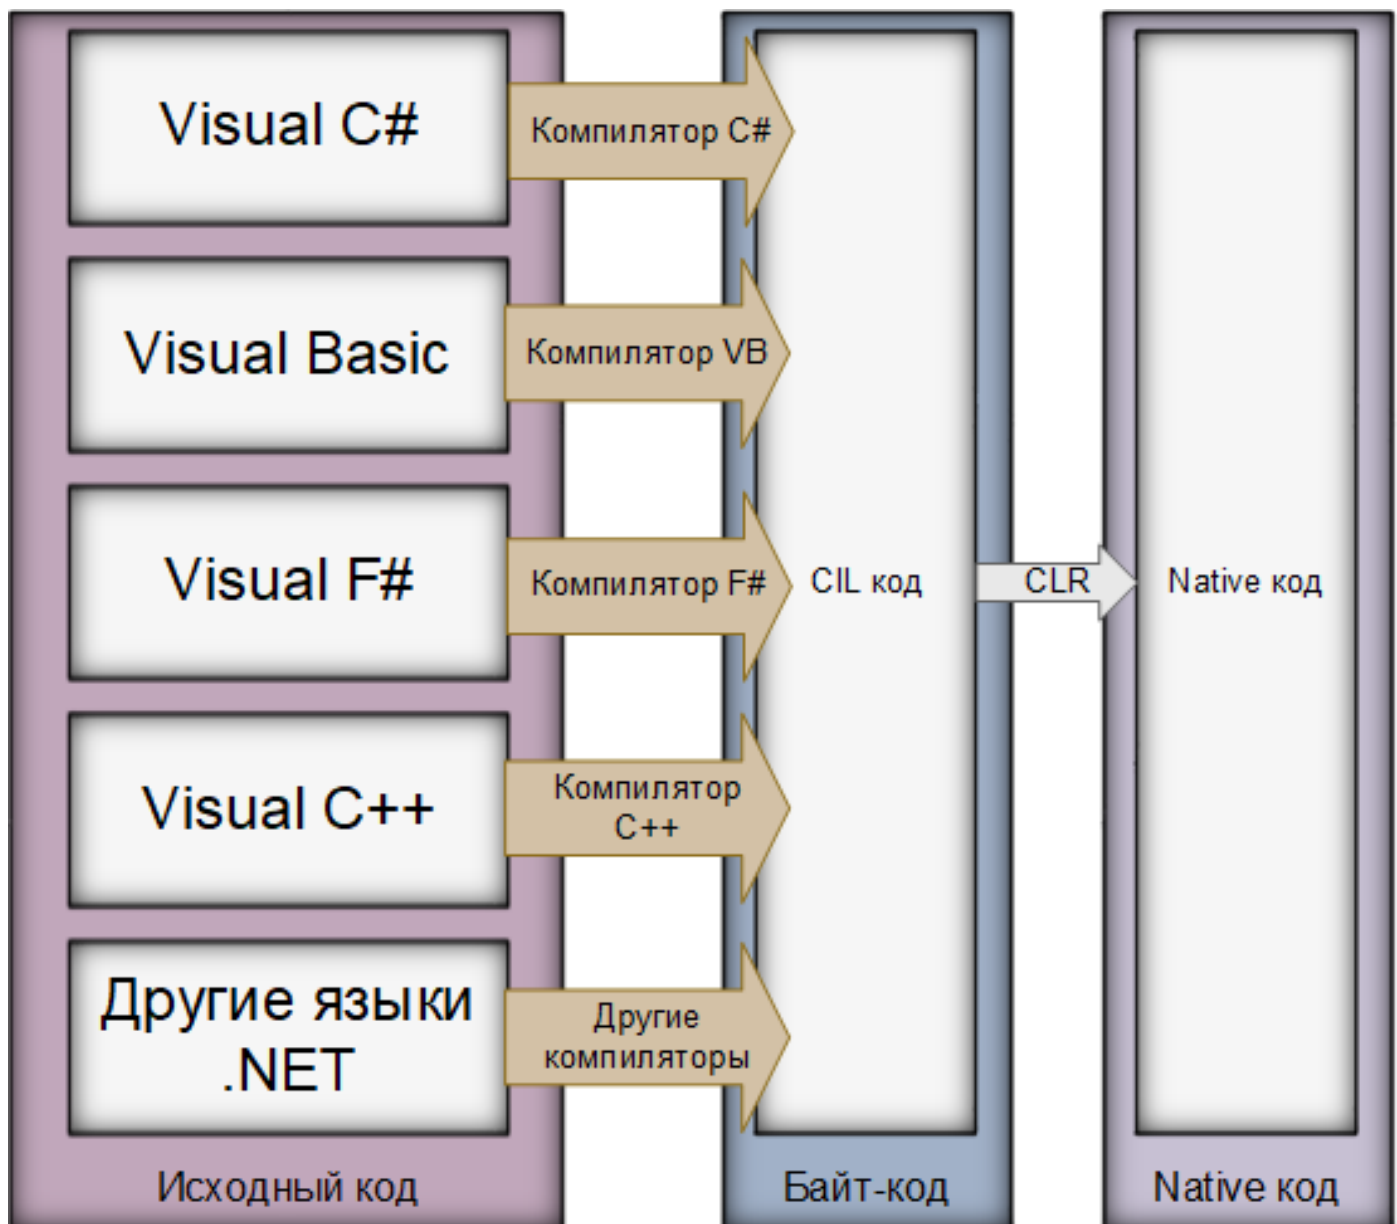 Visual C#
Компилятор C#
Visual Basic
Компилятор VB
Visual F#
Компилятор F#
CIL код
CLR
Native код
Visual C++
Компилятор
C++
Другие языки
.NET
Другие
компиляторы
Исходный код
Байт-код
Native код